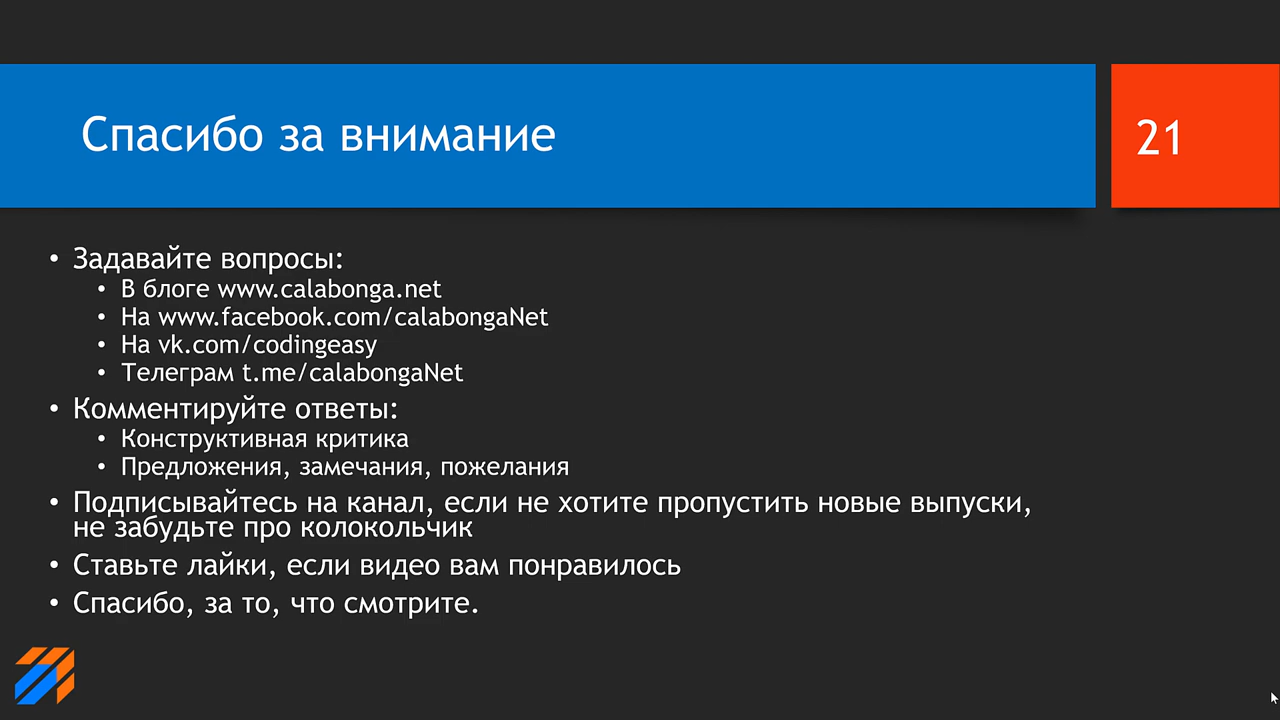 Спасибо за внимание
21
• Задавайте вопросы:
• В блоге www.calabonga.net
• На www.facebook.com/calabongaNet
• На vk.com/codingeasy
• Телеграм t.me/calabongaNet
• Комментируйте ответы:
• Конструктивная критика
• Предложения, замечания, пожелания
• Подписывайтесь на канал, если не хотите пропустить новые выпуски,
не забудьте про колокольчик
• Ставьте лайки, если видео вам понравилось
• Спасибо, за то, что смотрите.